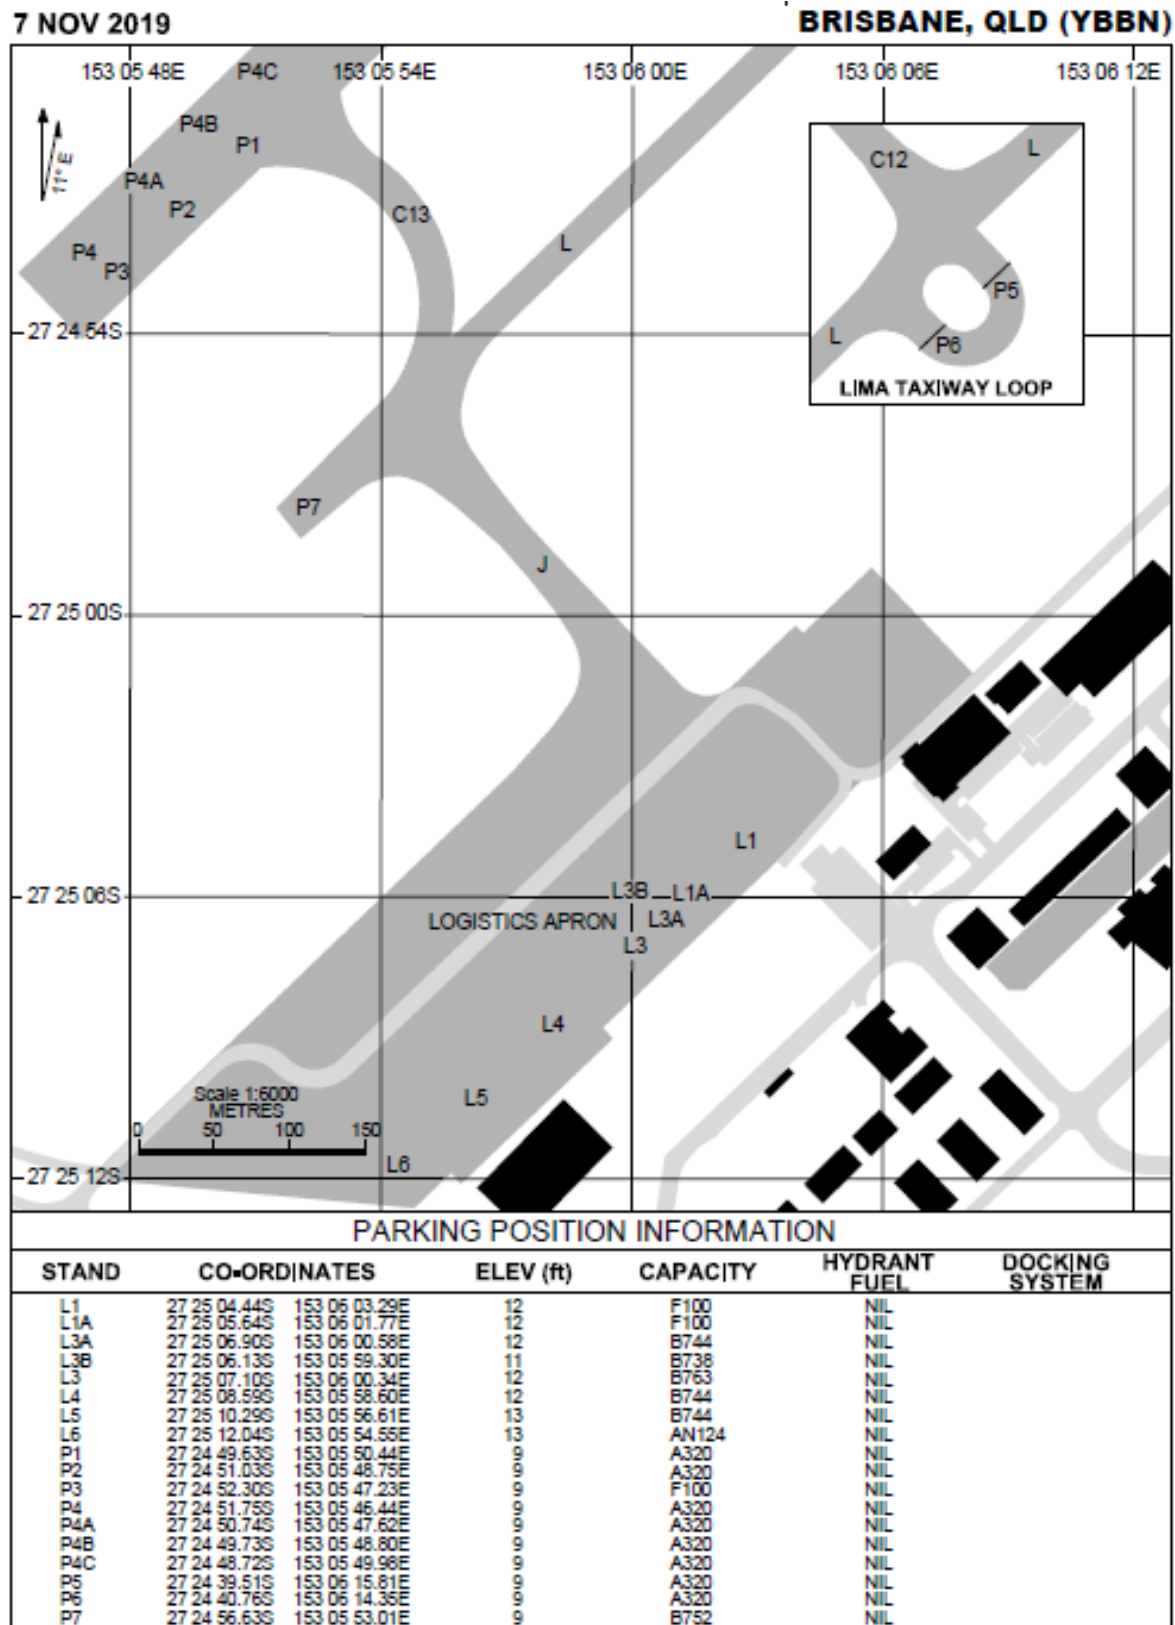 7 NOV 2019 BRISBANE, QLD (YBBN)
153 05 48E P4C 153 05 54E 153 06 00E 153 06 06E 153 06 12E
P4B
P1
11° E
C12 L
P4A
P2
C13
L
P4
P3
P5
27 24 54S
L
P6
LIMA TAXIWAY LOOP
P7
J
27 25 00S
L1
27 25 06S
L3B L1A
LOGISTICS APRON L3A
L3
L4
L5
Scale 1:6000
METRES
0 50 100 150
L6
27 25 12S
PARKING POSITION INFORMATION
STAND CO-ORDINATES ELEV (ft) CAPACITY HYDRANT FUEL DOCKING SYSTEM
L1 27 25 04.44S 153 06 03.29E 12 F100 NIL
L1A 27 25 05.64S 153 06 01.77E 12 F100 NIL
L3A 27 25 06.90S 153 06 00.58E 12 B744 NIL
L3B 27 25 06.13S 153 05 59.30E 11 B738 NIL
L3 27 25 07.10S 153 06 00.34E 12 B763 NIL
L4 27 25 08.59S 153 05 58.60E 12 B744 NIL
L5 27 25 10.29S 153 05 56.61E 13 B744 NIL
L6 27 25 12.04S 153 05 54.55E 13 AN124 NIL
P1 27 24 49.63S 153 05 50.44E 9 A320 NIL
P2 27 24 51.03S 153 05 48.75E 9 A320 NIL
P3 27 24 52.30S 153 05 47.23E 9 F100 NIL
P4 27 24 51.75S 153 05 46.44E 9 A320 NIL
P4A 27 24 50.74S 153 05 47.62E 9 A320 NIL
P4B 27 24 49.73S 153 05 48.80E 9 A320 NIL
P4C 27 24 48.72S 153 05 49.98E 9 A320 NIL
P5 27 24 39.51S 153 06 15.81E 9 A320 NIL
P6 27 24 40.76S 153 06 14.35E 9 A320 NIL
P7 27 24 56.63S 153 05 53.01E 9 B752 NIL